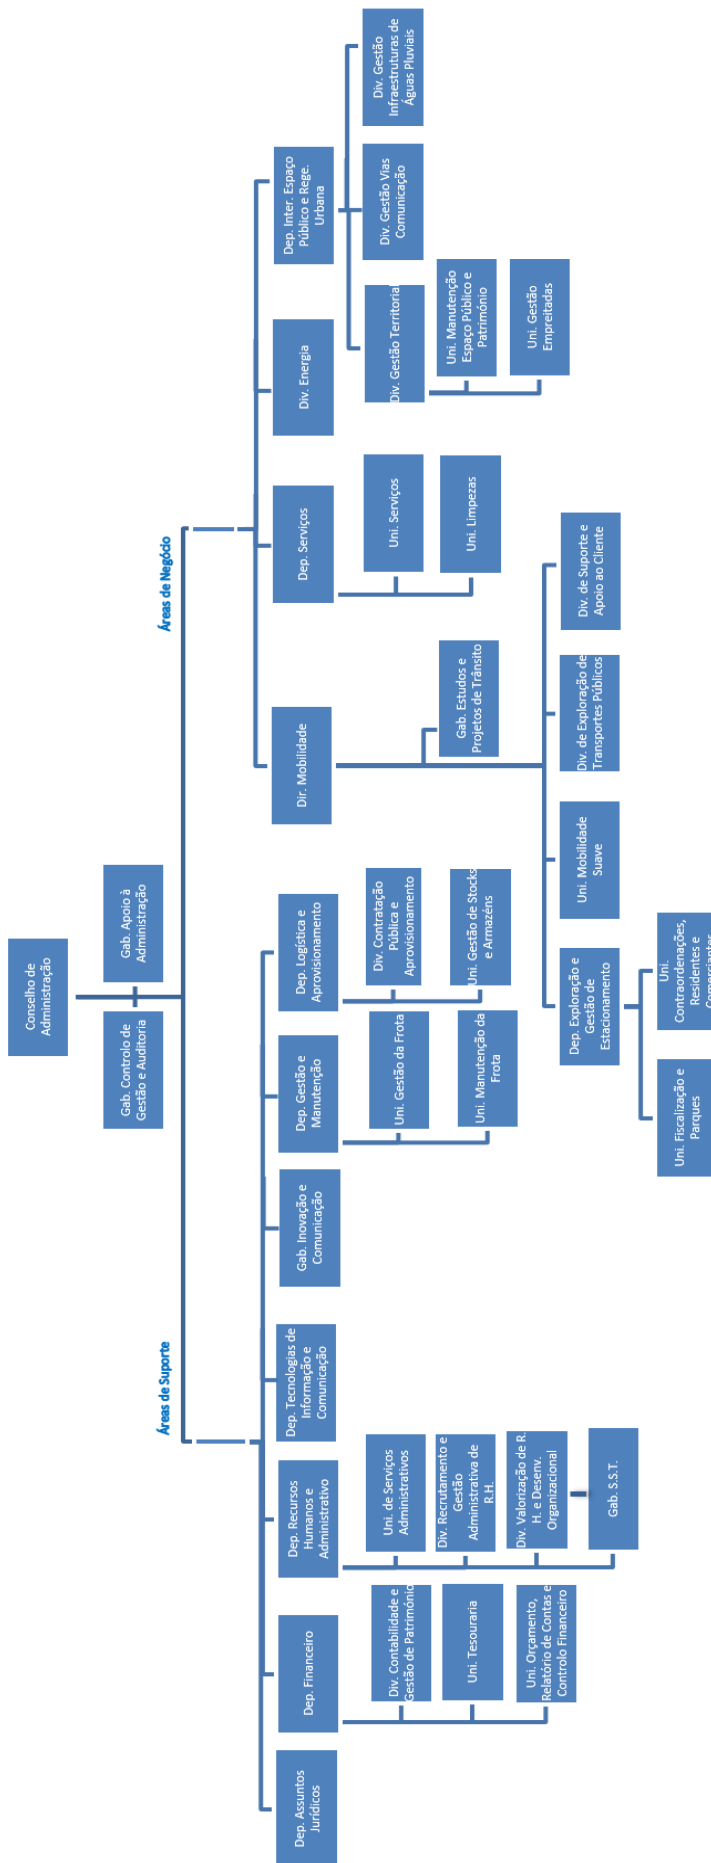 Conselho de
Administração
Gab. Controlo de
Gestão e Auditoria
Gab. Apoio à
Administração
Áreas de Suporte
Áreas de Negócio
Dep. Assuntos
Jurídicos
Dep. Financeiro
Dep. Recursos
Humanos e
Administrativo
Dep. Tecnologias de
Informação e
Comunicação
Gab. Inovação e
Comunicação
Dep. Gestão e
Manutenção
Dep. Logística e
Aprovisionamento
Dir. Mobilidade
Dep. Serviços
Div. Energia
Dep. Inter. Espaço
Público e Rege.
Urbana
Div. Contabilidade e
Gestão de Património
Uni. Tesouraria
Uni. Orçamento,
Relatório de Contas e
Controlo Financeiro
Uni. de Serviços
Administrativos
Div. Recrutamento e
Gestão
Administrativa de
R.H.
Div. Valorização de R.
H. e Desenv.
Organizacional
Gab. S.S.T.
Uni. Gestão da Frota
Uni. Manutenção da
Frota
Div. Contratação
Pública e
Aprovisionamento
Uni. Gestão de Stocks
e Armazéns
Gab. Estudos e
Projetos de Trânsito
Dep. Exploração e
Gestão de
Estacionamento
Uni. Mobilidade
Suave
Div. de Exploração de
Transportes Públicos
Div. de Suporte e
Apoio ao Cliente
Uni. Fiscalização e
Parques
Uni.
Contraordenações,
Residentes e
Comerciantes
Uni. Serviços
Uni. Limpezas
Div. Gestão Territorial
Div. Gestão Vias
Comunicação
Div. Gestão
Infraestruturas de
Águas Pluviais
Uni. Manutenção
Espaço Público e
Património
Uni. Gestão
Empreitadas